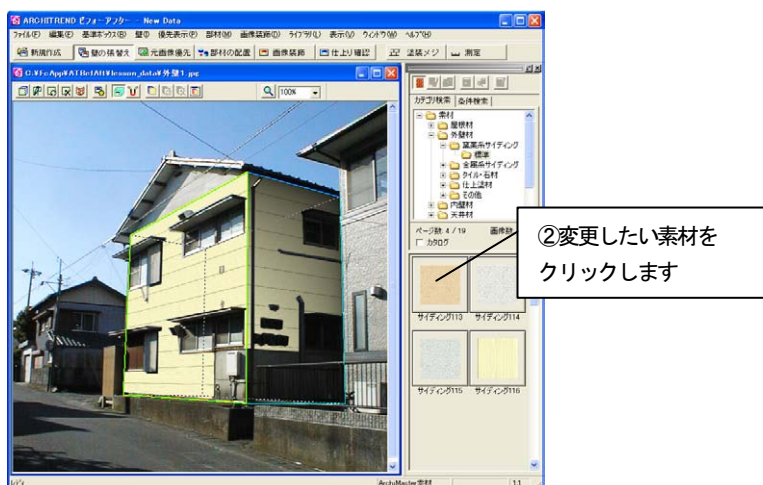 ARCHITREND ビフォーアフター -- New Data
ファイル(F) 編集(E) 基準ボックス(B) 壁(I) 優先表示(P) 部材(M) 画像装飾(D) ライブラリ(L) 表示(V) ウィンドウ(W) ヘルプ(H)
新規作成 壁の張替え 元画像優先 部材の配置 画像装飾 仕上り確認 塗装メジ 測定
C:¥FcApp¥ATBefAft¥lesson_data¥外壁1.jpg
100%
カテゴリ検索 条件検索
素材
屋根材
外壁材
窯業系サイディング
標準
金属系サイディング
タイル・石材
仕上塗材
その他
内壁材
天井材
ページ数 4 / 19 画像数
カタログ
②変更したい素材を
クリックします
サイディング113 サイディング114
サイディング115 サイディング116
ArchiMaster素材 1:1